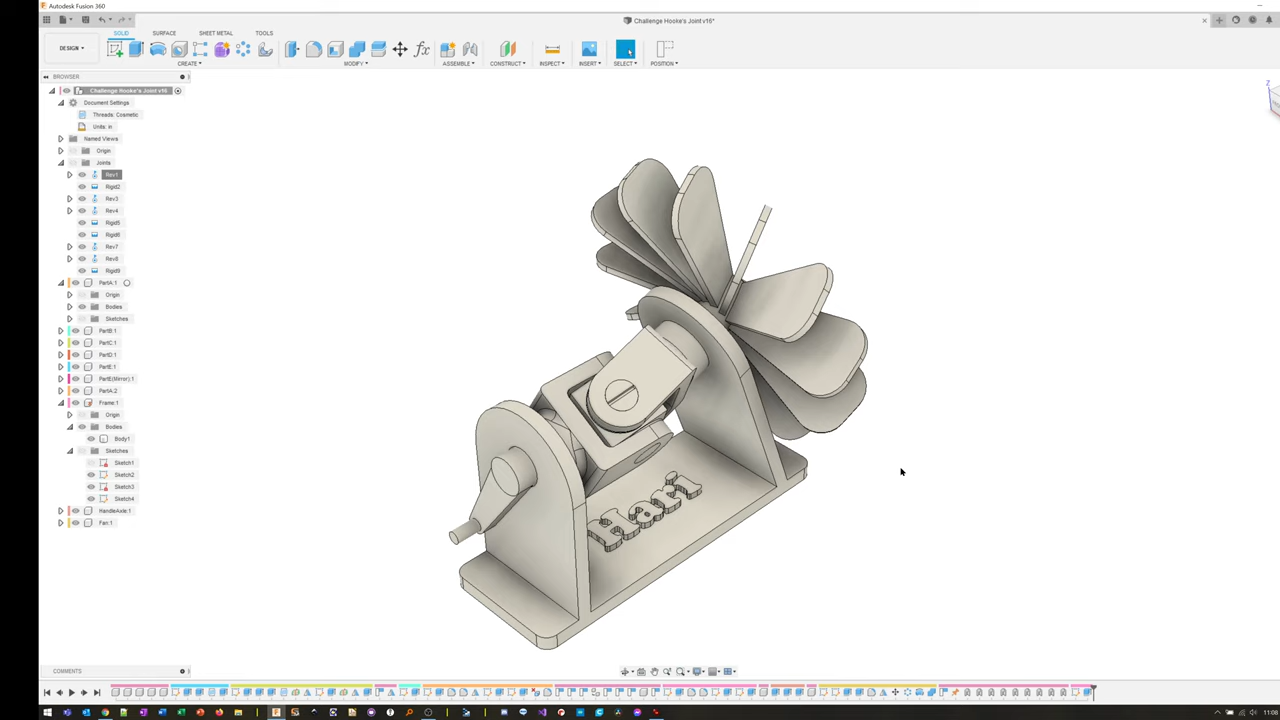 Autodesk Fusion 360
Challenge Hooke's Joint v16*
SOLID SURFACE SHEET METAL TOOLS
DESIGN
CREATE MODIFY ASSEMBLE CONSTRUCT INSPECT INSERT SELECT POSITION
BROWSER
Challenge Hooke's Joint v16
Document Settings
Threads: Cosmetic
Units: in
Named Views
Origin
Joints
Rev1
Rigid2
Rev3
Rev4
Rigid5
Rigid6
Rev7
Rev8
Rigid9
PartA:1
Origin
Bodies
Sketches
PartB:1
PartC:1
PartD:1
PartE:1
PartE(Mirror):1
PartA:2
Frame:1
Origin
Bodies
Body1
Sketches
Sketch1
Sketch2
Sketch3
Sketch4
HandleAxle:1
Fan:1
Hari
Z
COMMENTS
11:08